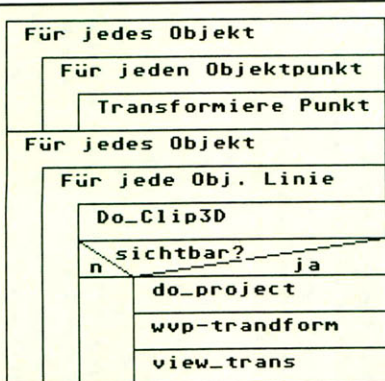 Für jedes Objekt
Für jeden Objektpunkt
Transformiere Punkt
Für jedes Objekt
Für jede Obj. Linie
Do_Clip3D
sichtbar?
n ja
do_project
wvp-trandform
view_trans